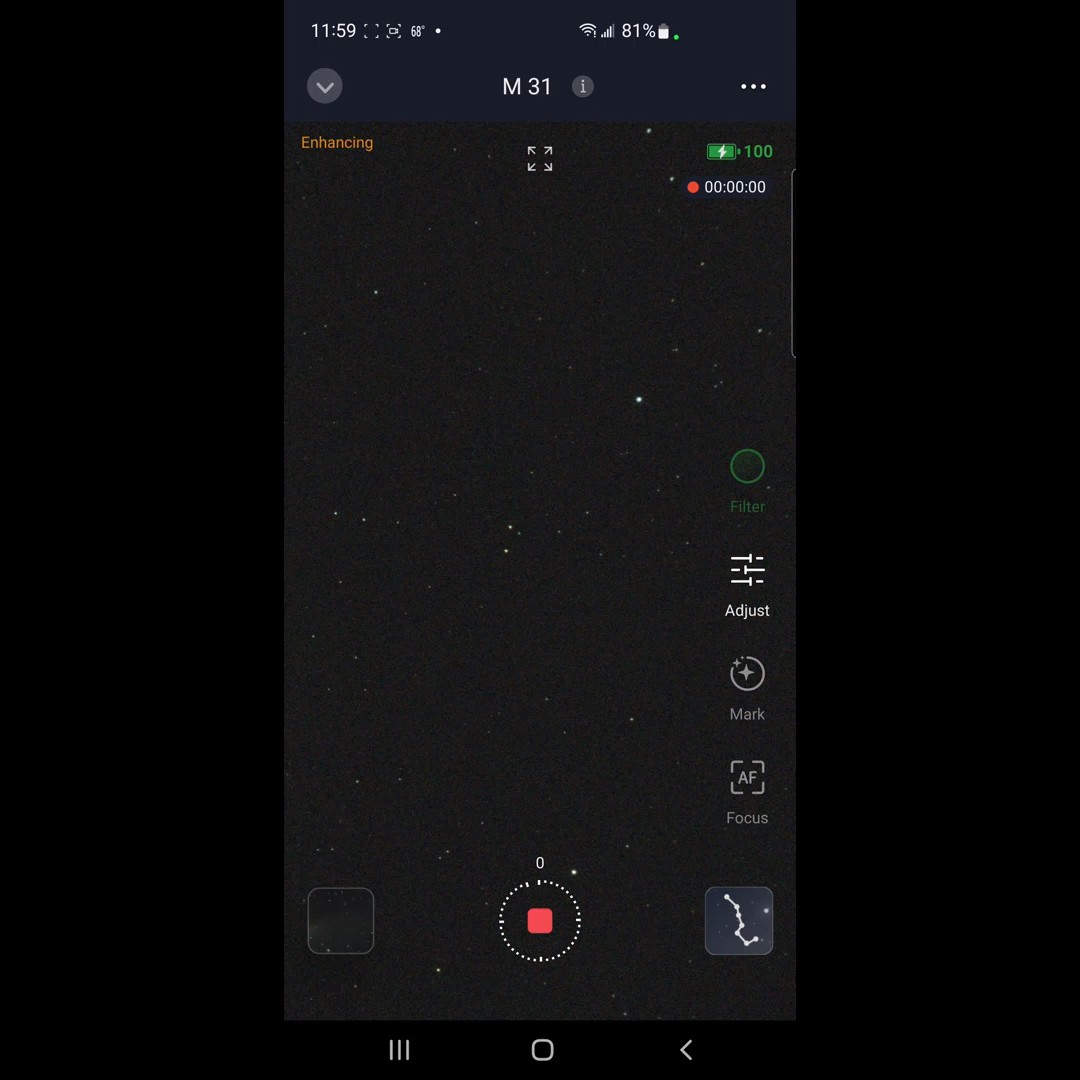 11:59 68° 81%
M 31
Enhancing
100
00:00:00
Filter
Adjust
Mark
AF
Focus
0